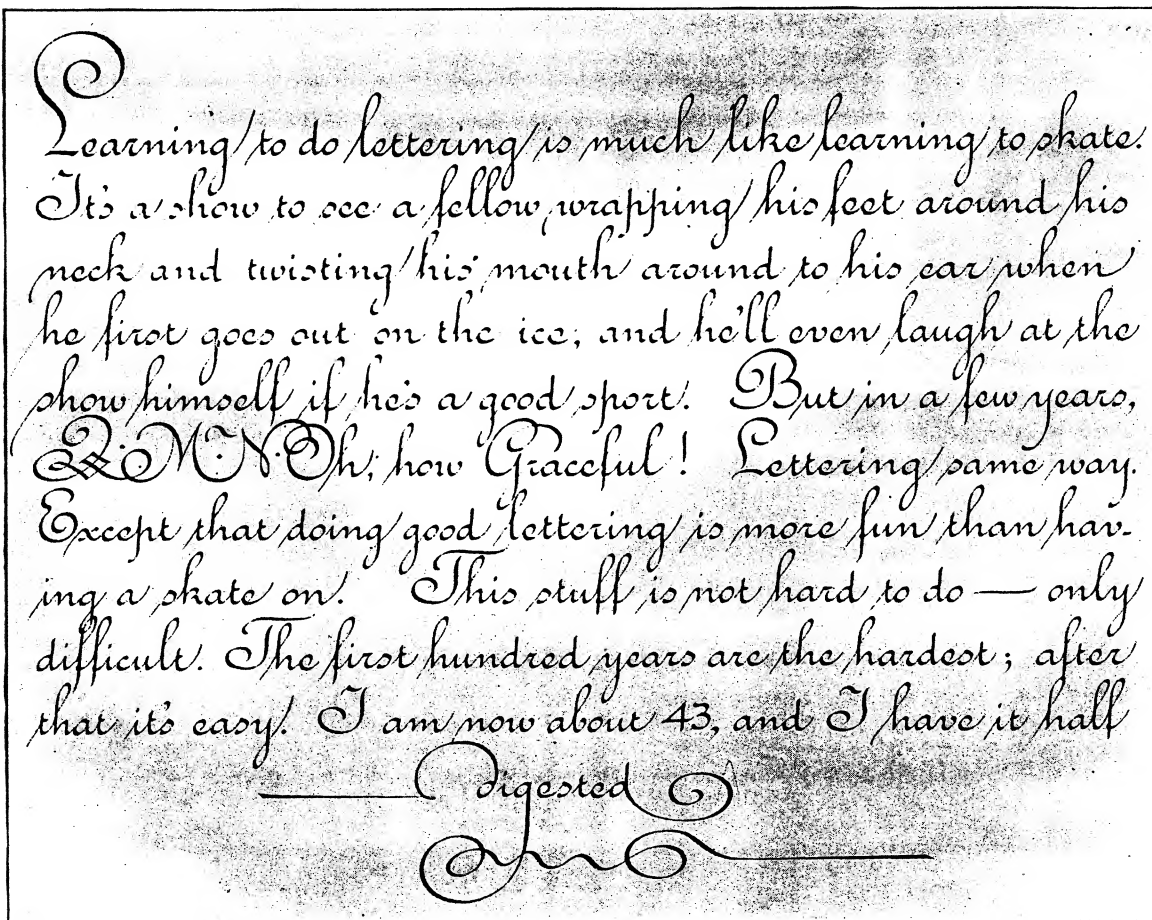 Learning to do lettering is much like learning to skate.
It's a show to see a fellow wrapping his feet around his
neck and twisting his mouth around to his ear when
he first goes out on the ice; and he'll even laugh at the
show himself if he's a good sport. But in a few years,
Q. M. N. Oh, how Graceful! Lettering same way.
Except that doing good lettering is more fun than hav-
ing a skate on. This stuff is not hard to do — only
difficult. The first hundred years are the hardest; after
that it's easy. I am now about 43, and I have it half
Digested